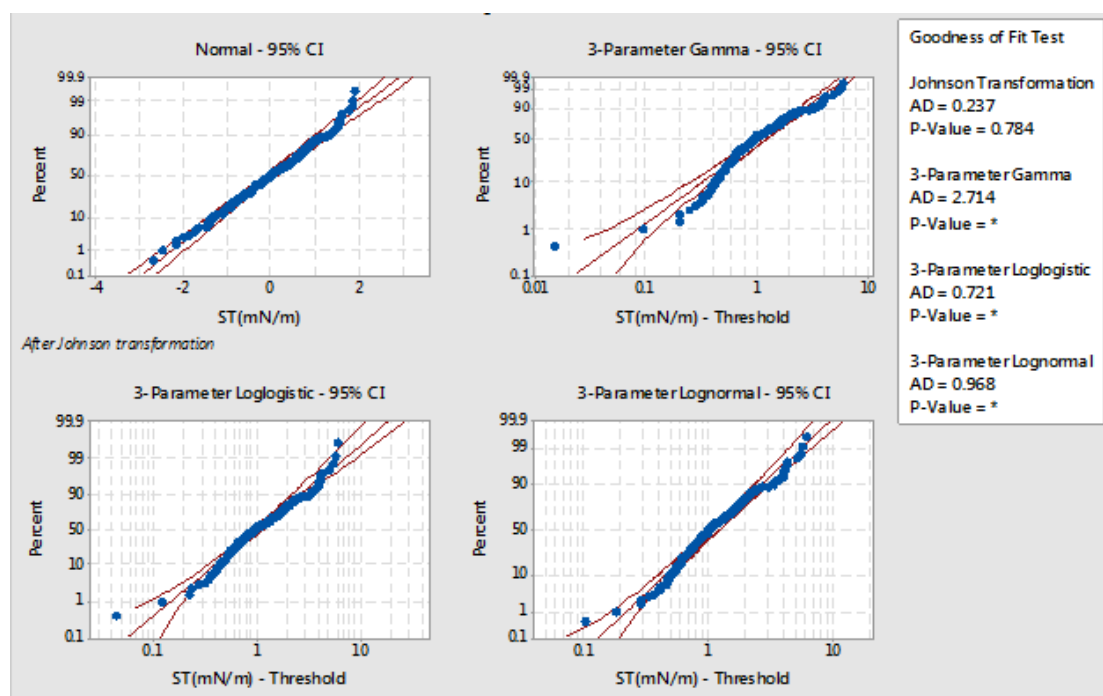 Normal - 95% CI
99.9
99
90
50
10
1
0.1
Percent
-4 -2 0 2
ST(mN/m)
After Johnson transformation
3-Parameter Gamma - 95% CI
99.9
99
90
50
10
1
0.1
Percent
0.01 0.1 1 10
ST(mN/m) - Threshold
3-Parameter Loglogistic - 95% CI
99.9
99
90
50
10
1
0.1
Percent
0.1 1 10
ST(mN/m) - Threshold
3-Parameter Lognormal - 95% CI
99.9
99
90
50
10
1
0.1
Percent
0.1 1 10
ST(mN/m) - Threshold
Goodness of Fit Test
Johnson Transformation
AD = 0.237
P-Value = 0.784
3-Parameter Gamma
AD = 2.714
P-Value = *
3-Parameter Loglogistic
AD = 0.721
P-Value = *
3-Parameter Lognormal
AD = 0.968
P-Value = *